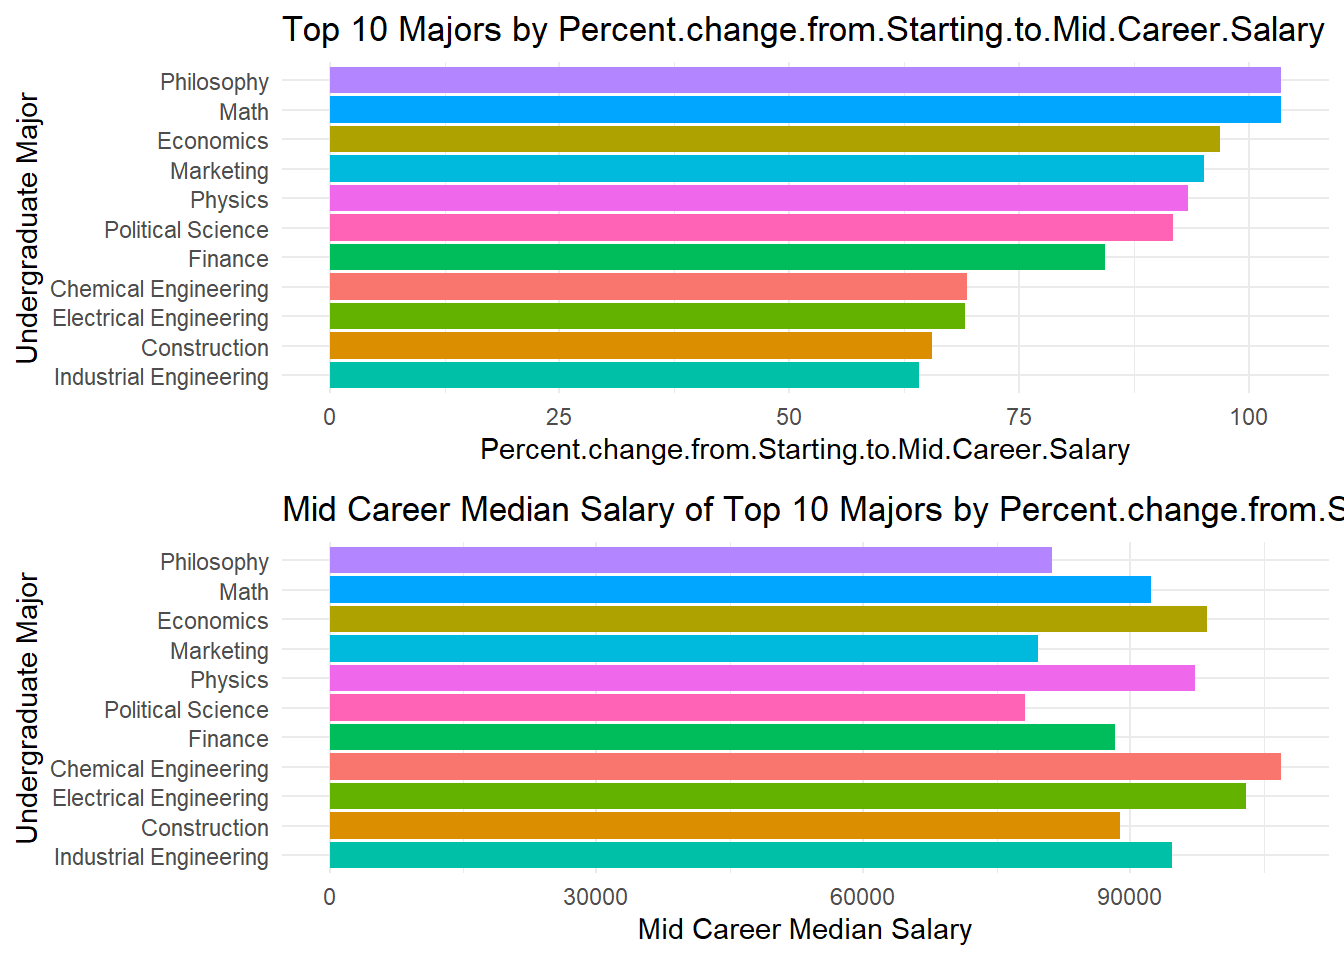 Top 10 Majors by Percent.change.from.Starting.to.Mid.Career.Salary
Undergraduate Major
Philosophy
Math
Economics
Marketing
Physics
Political Science
Finance
Chemical Engineering
Electrical Engineering
Construction
Industrial Engineering
0 25 50 75 100
Percent.change.from.Starting.to.Mid.Career.Salary
Mid Career Median Salary of Top 10 Majors by Percent.change.from.S
Undergraduate Major
Philosophy
Math
Economics
Marketing
Physics
Political Science
Finance
Chemical Engineering
Electrical Engineering
Construction
Industrial Engineering
0 30000 60000 90000
Mid Career Median Salary